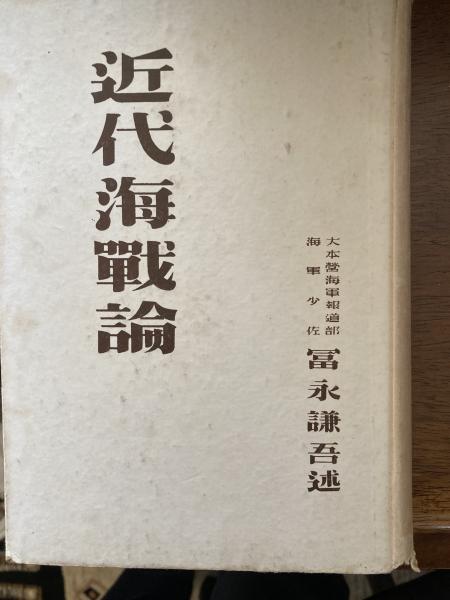 近代海戰論
大本營海軍報道部
海軍少佐
冨永謙吾述